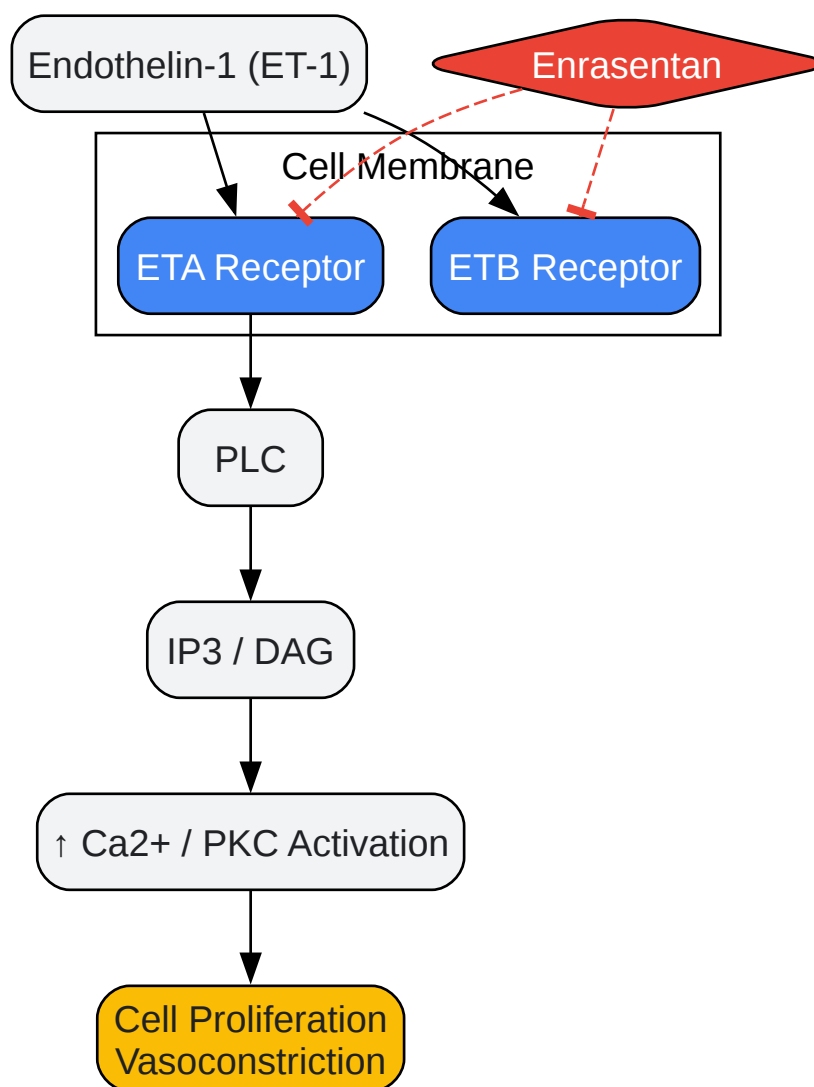 Endothelin-1 (ET-1)
Enrasentan
Cell Membrane
ETA Receptor
ETB Receptor
PLC
IP3 / DAG
↑ Ca2+ / PKC Activation
Cell Proliferation
Vasoconstriction